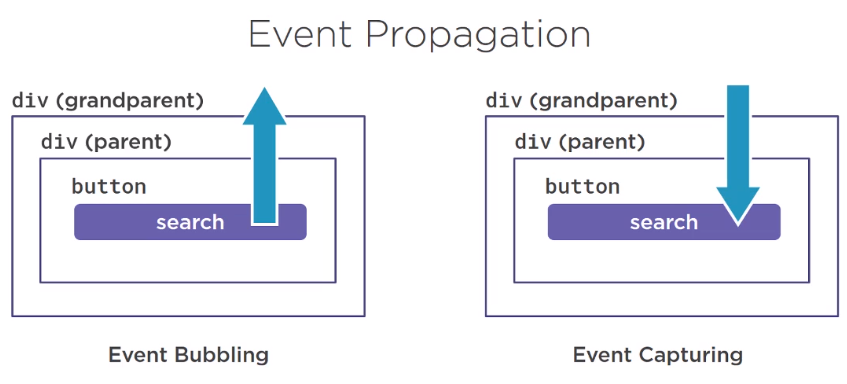 Event Propagation
div (grandparent)
div (parent)
button
search
Event Bubbling
div (grandparent)
div (parent)
button
search
Event Capturing